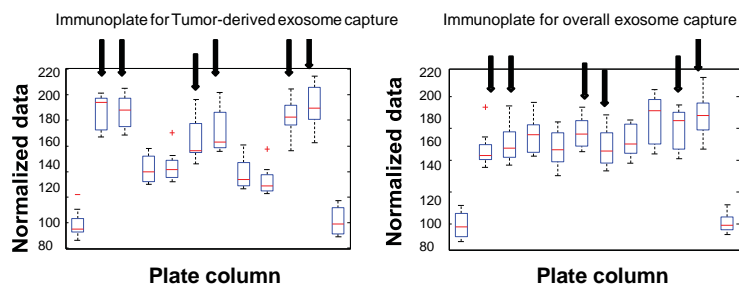 Immunoplate for Tumor-derived exosome capture
Immunoplate for overall exosome capture
Normalized data
220
200
180
160
140
120
100
80
Plate column
Normalized data
220
200
180
160
140
120
100
80
Plate column